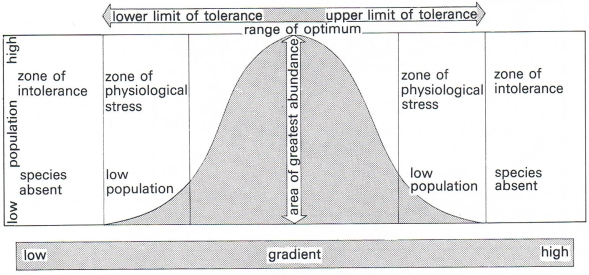 lower limit of tolerance upper limit of tolerance
range of optimum
high
population
low
zone of
intolerance
species
absent
zone of
physiological
stress
low
population
area of greatest abundance
zone of
physiological
stress
low
population
zone of
intolerance
species
absent
low gradient high